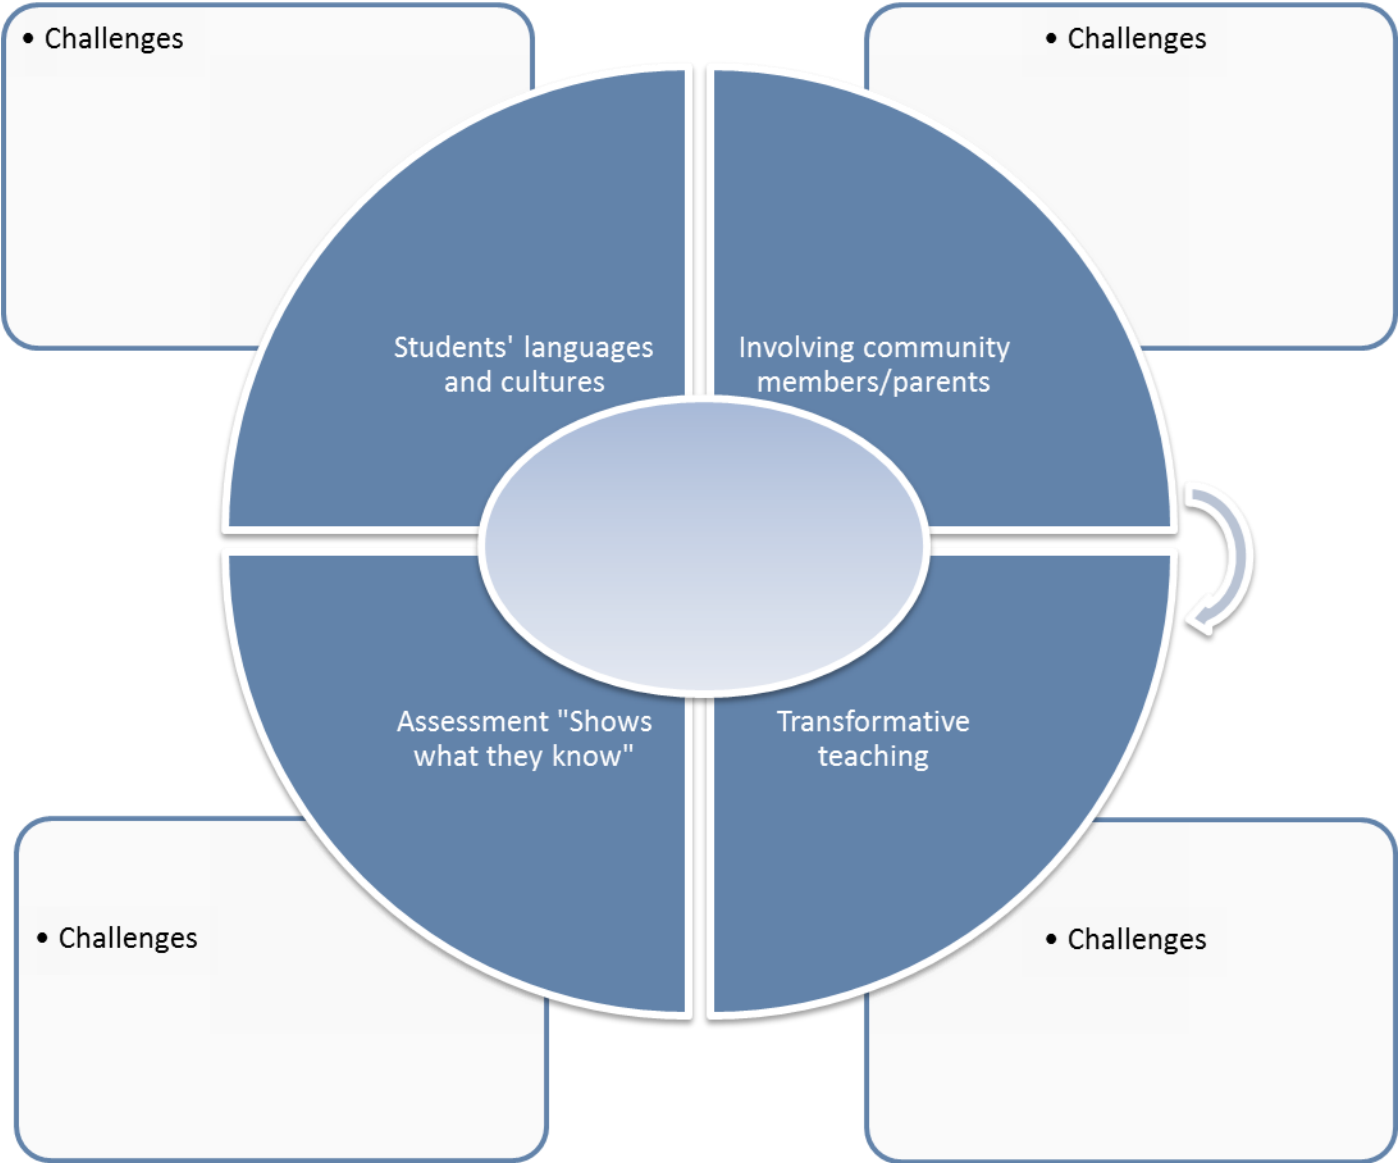 • Challenges
• Challenges
Students' languages
and cultures
Involving community
members/parents
Assessment "Shows
what they know"
Transformative
teaching
• Challenges
• Challenges